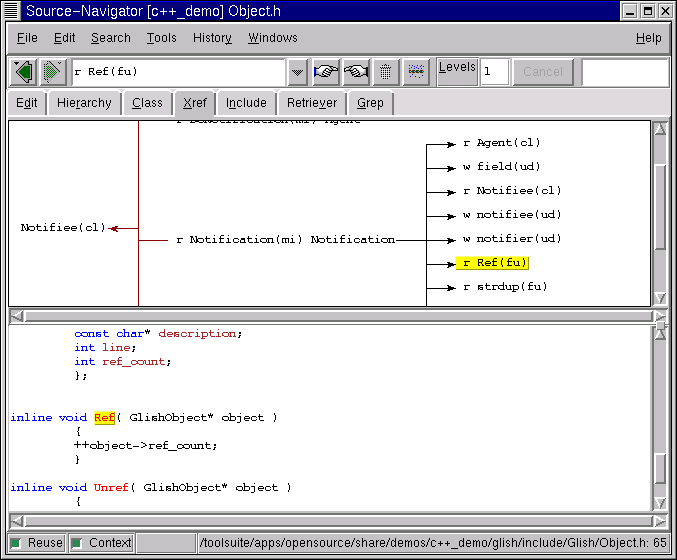 Source-Navigator [c++_demo] Object.h
File Edit Search Tools History Windows Help
r Ref(fu) Levels 1 Cancel
Edit Hierarchy Class Xref Include Retriever Grep
r Agent(cl)
w field(ud)
r Notifiee(cl)
w notifiee(ud)
Notifiee(cl)
r Notification(mi) Notification
w notifier(ud)
r Ref(fu)
r strdup(fu)
const char* description;
int line;
int ref_count;
};
inline void Ref( GlishObject* object )
{
++object->ref_count;
}
inline void Unref( GlishObject* object )
{
Reuse Context /toolsuite/apps/opensource/share/demos/c++_demo/glish/include/Glish/Object.h: 65